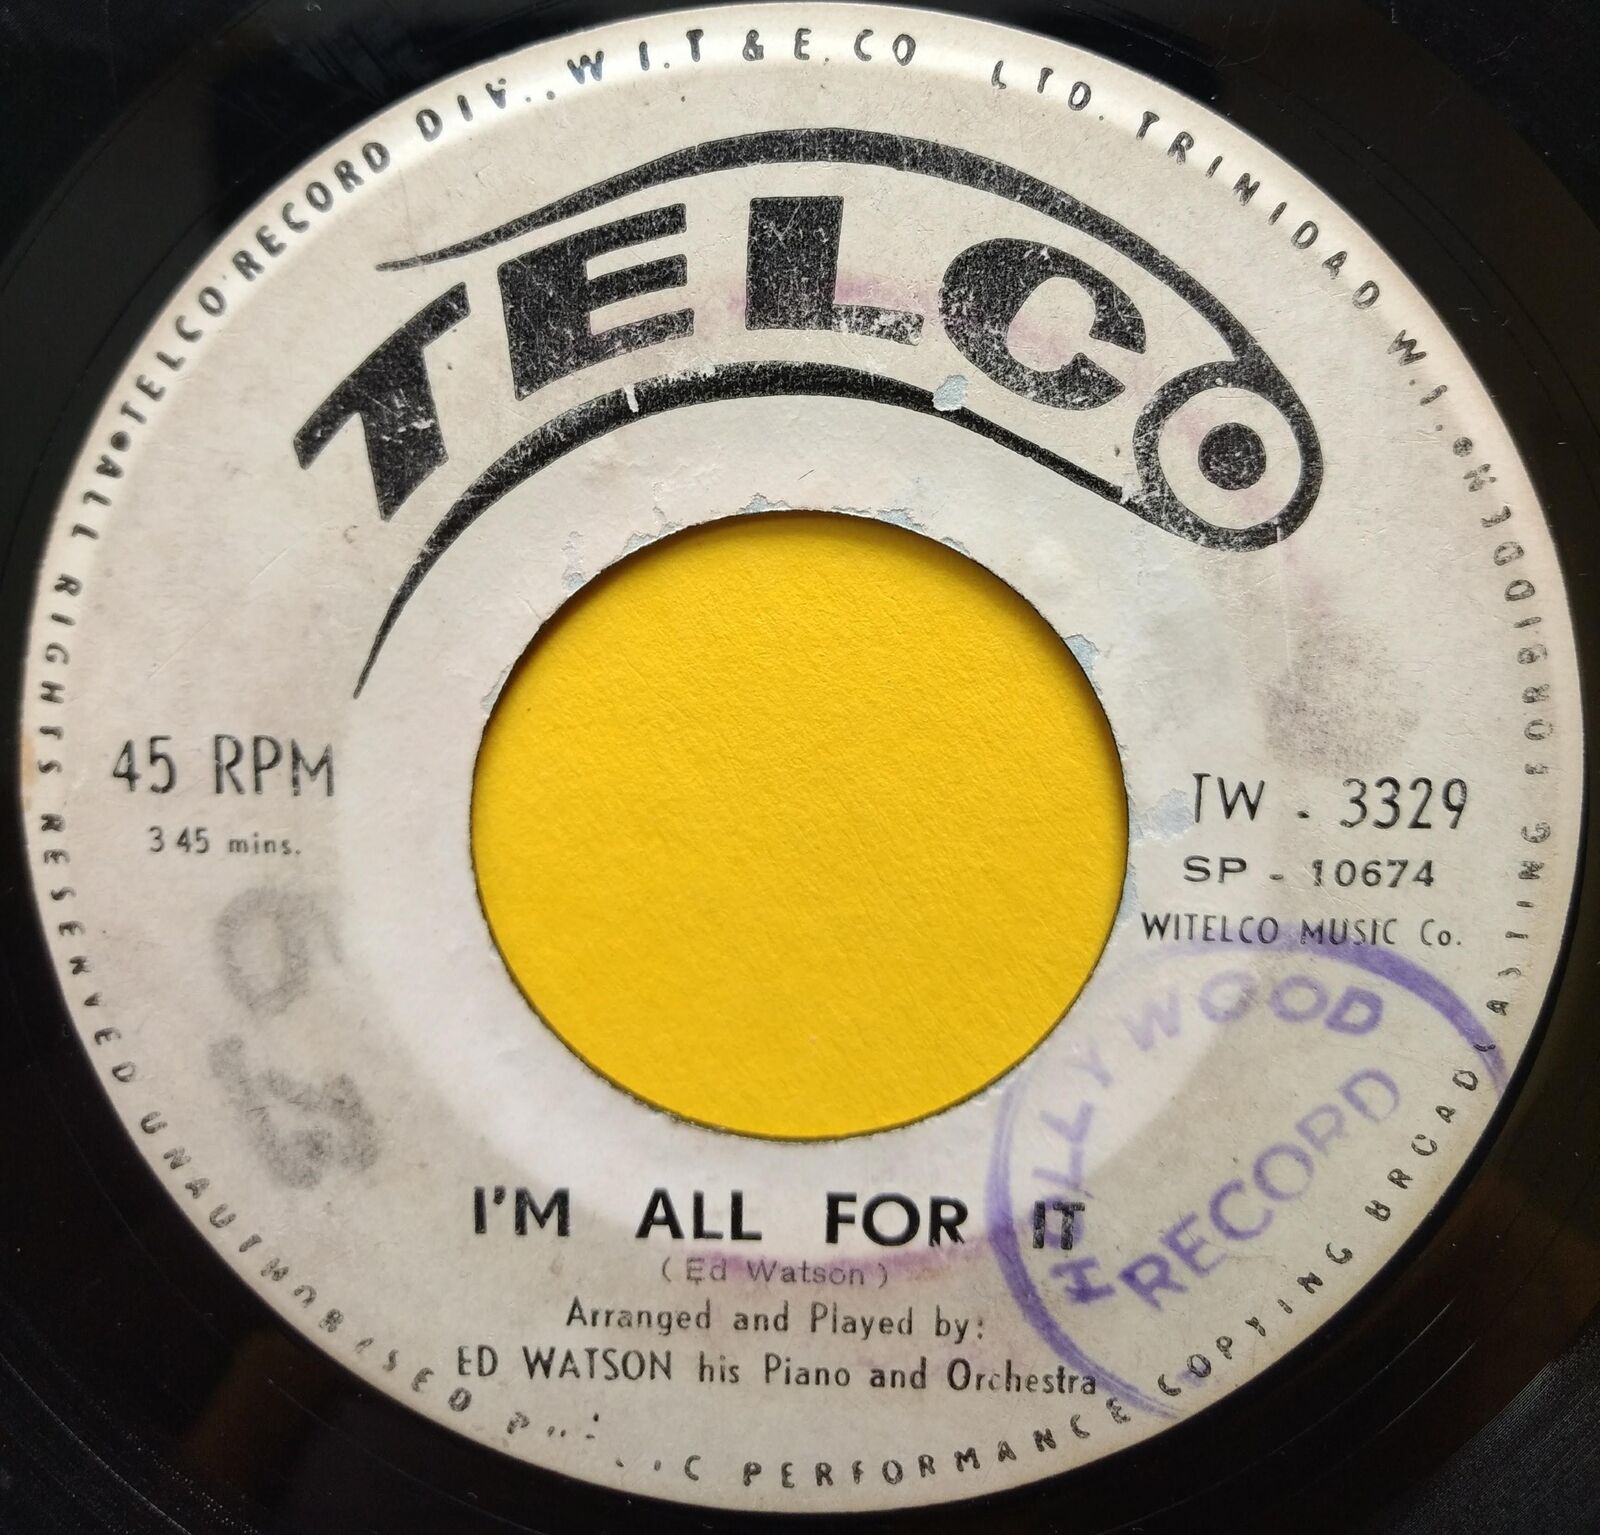 TELCO RECORD DIV., W.I.T & E.CO LTD. TRINIDAD W.I.
TELCO
45 RPM
3 45 mins.
TW - 3329
SP - 10674
WITELCO MUSIC Co.
HOLLYWOOD
RECORD
I'M ALL FOR IT
(Ed Watson)
Arranged and Played by:
ED WATSON his Piano and Orchestra
ALL RIGHTS RESERVED UNAUTHORISED PERFORMANCE COPYING BROADCASTING FORBIDDEN